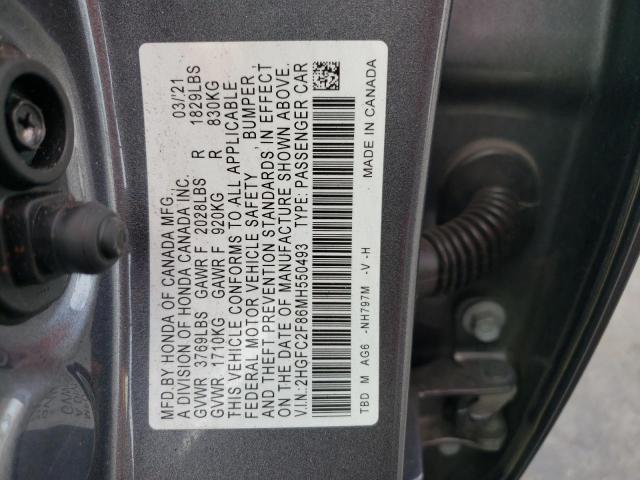 MFD.BY HONDA OF CANADA MFG. 03/21
A DIVISION OF HONDA CANADA INC.
GVWR 3769LBS GAWR F 2028LBS R 1829LBS
GVWR 1710KG GAWR F 920KG R 830KG
THIS VEHICLE CONFORMS TO ALL APPLICABLE
FEDERAL MOTOR VEHICLE SAFETY , BUMPER ,
AND THEFT PREVENTION STANDARDS IN EFFECT
ON THE DATE OF MANUFACTURE SHOWN ABOVE.
V.I.N.:2HGFC2F86MH550493 TYPE: PASSENGER CAR
TBD M AG6 -NH797M -V -H MADE IN CANADA